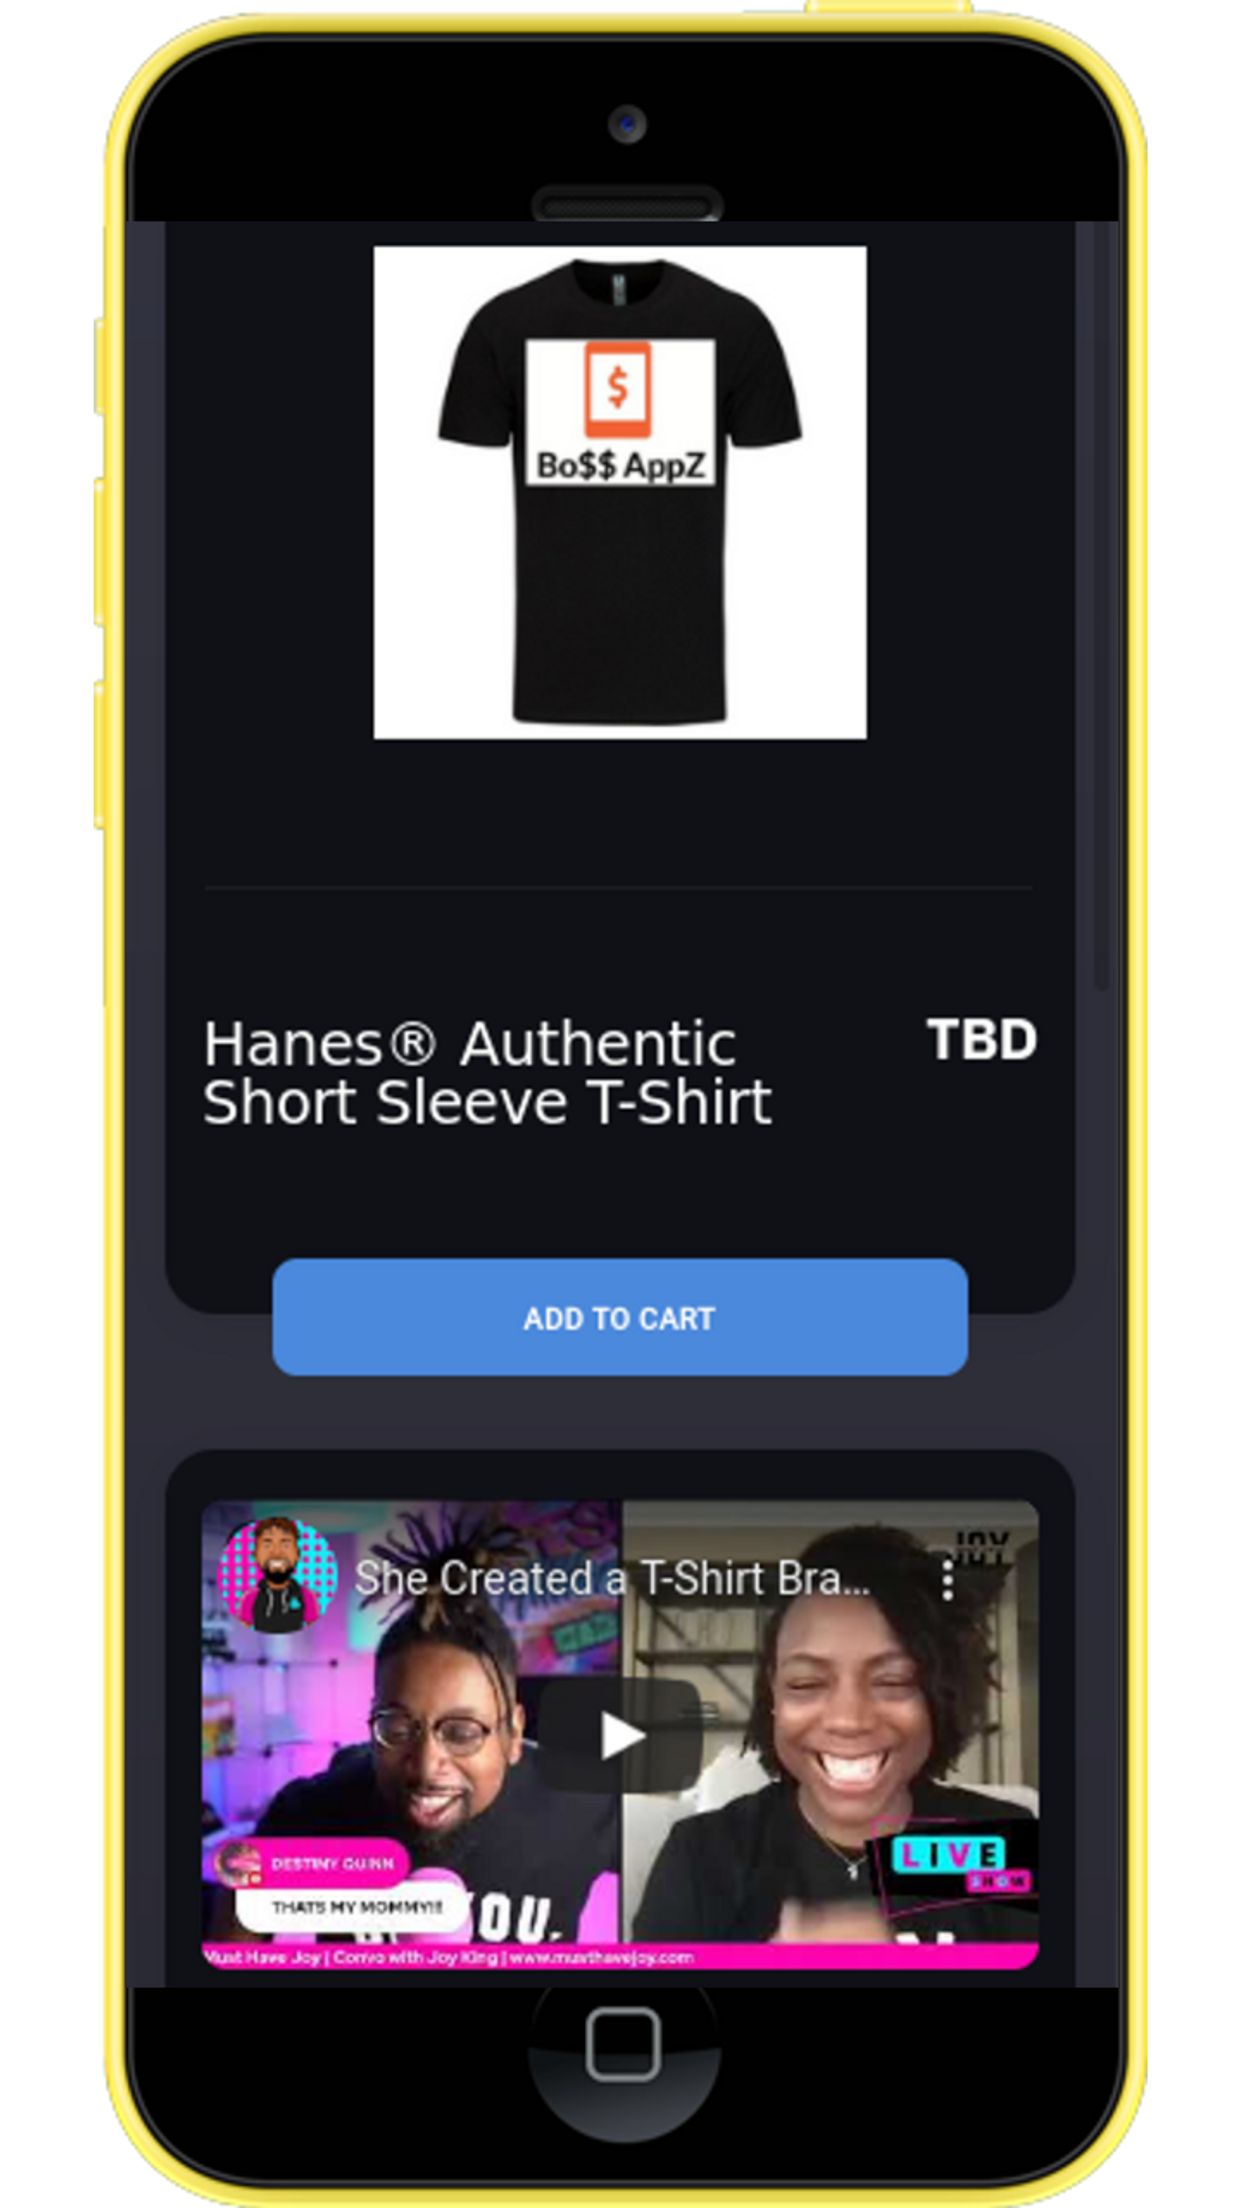 $
Bo$$ AppZ
Hanes® Authentic
Short Sleeve T-Shirt
TBD
ADD TO CART
JOY
She Created a T-Shirt Bra...
DESTINY QUINN
THATS MY MOMMY!!!
YOU.
LIVE
SHOW
Must Have Joy | Convo with Joy King | www.musthavejoy.com